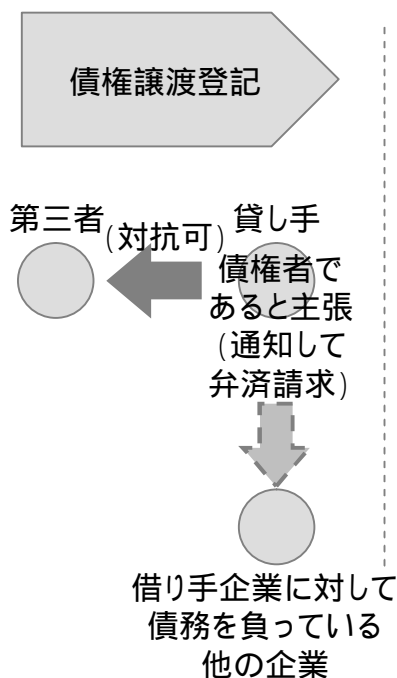 債権譲渡登記
第三者
(対抗可)
貸し手
債権者で
あると主張
(通知して
弁済請求)
借り手企業に対して
債務を負っている
他の企業